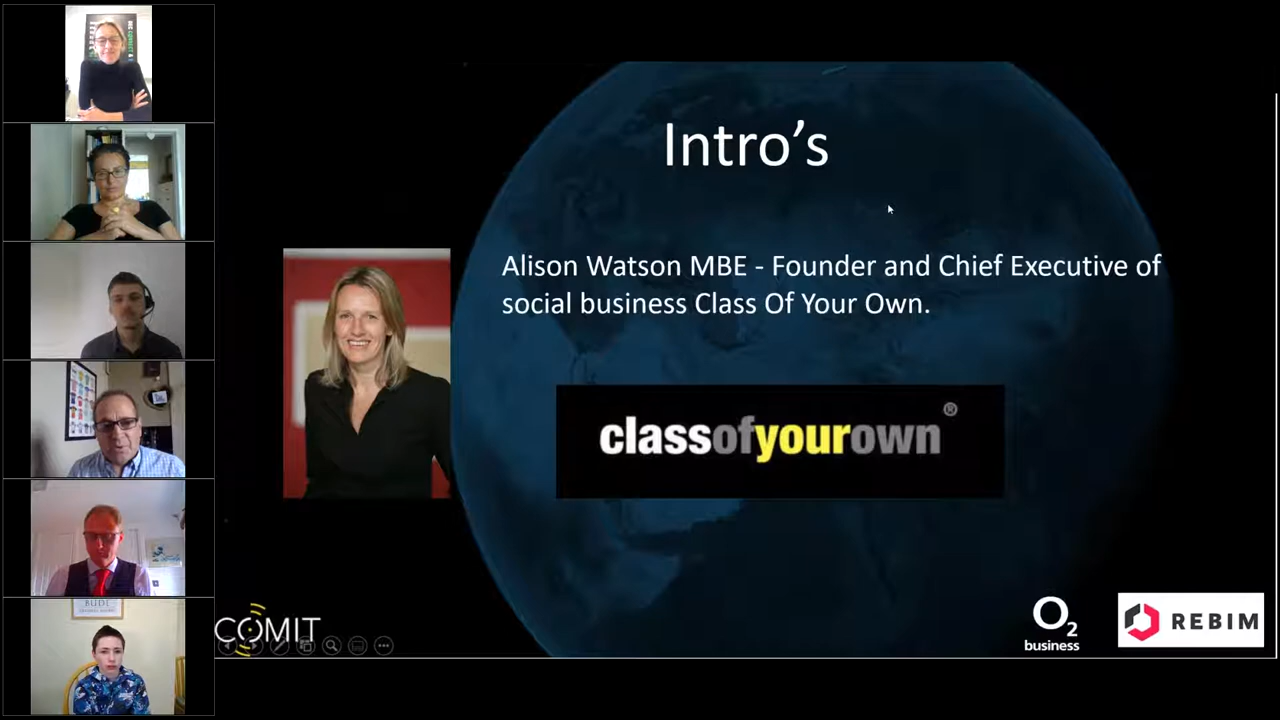 Intro's
Alison Watson MBE - Founder and Chief Executive of
social business Class Of Your Own.
classofyourown®
COMIT
O2
business
REBIM
BUDE